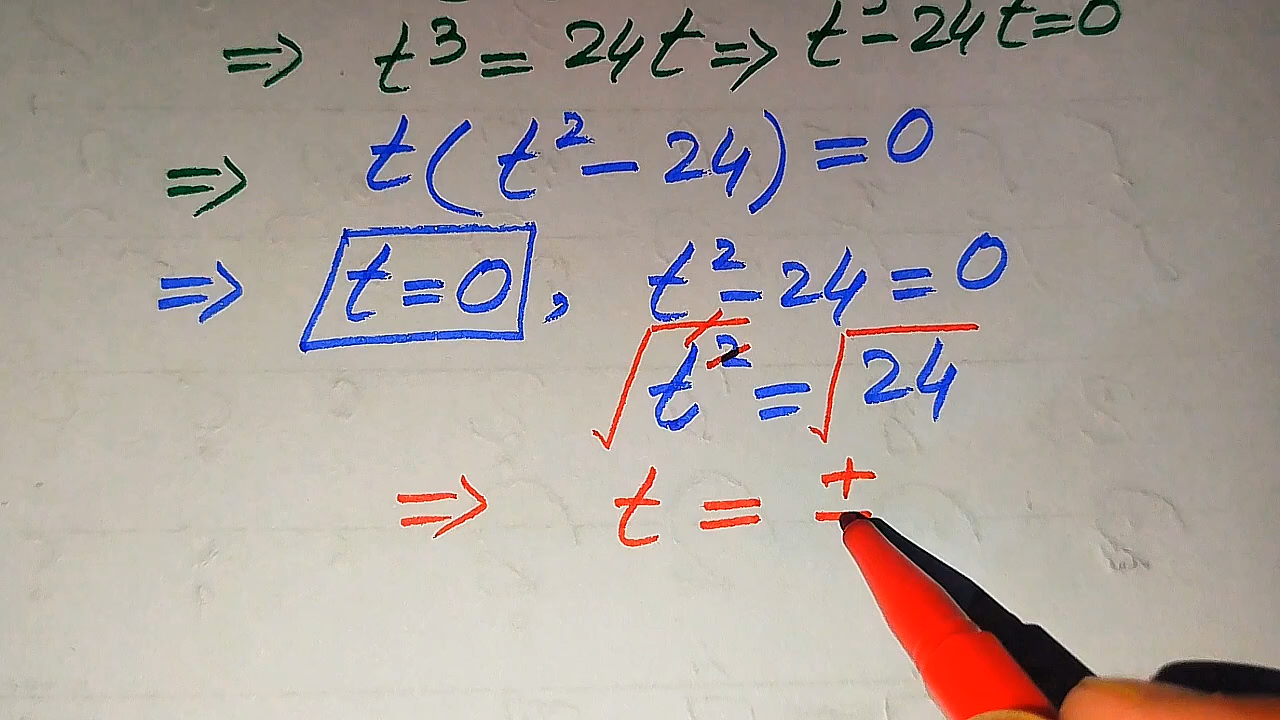 ⇒ t³ = 24t ⇒ t³ - 24t = 0
⇒ t(t² - 24) = 0
⇒ t = 0, t² - 24 = 0
√t² = √24
⇒ t = ±